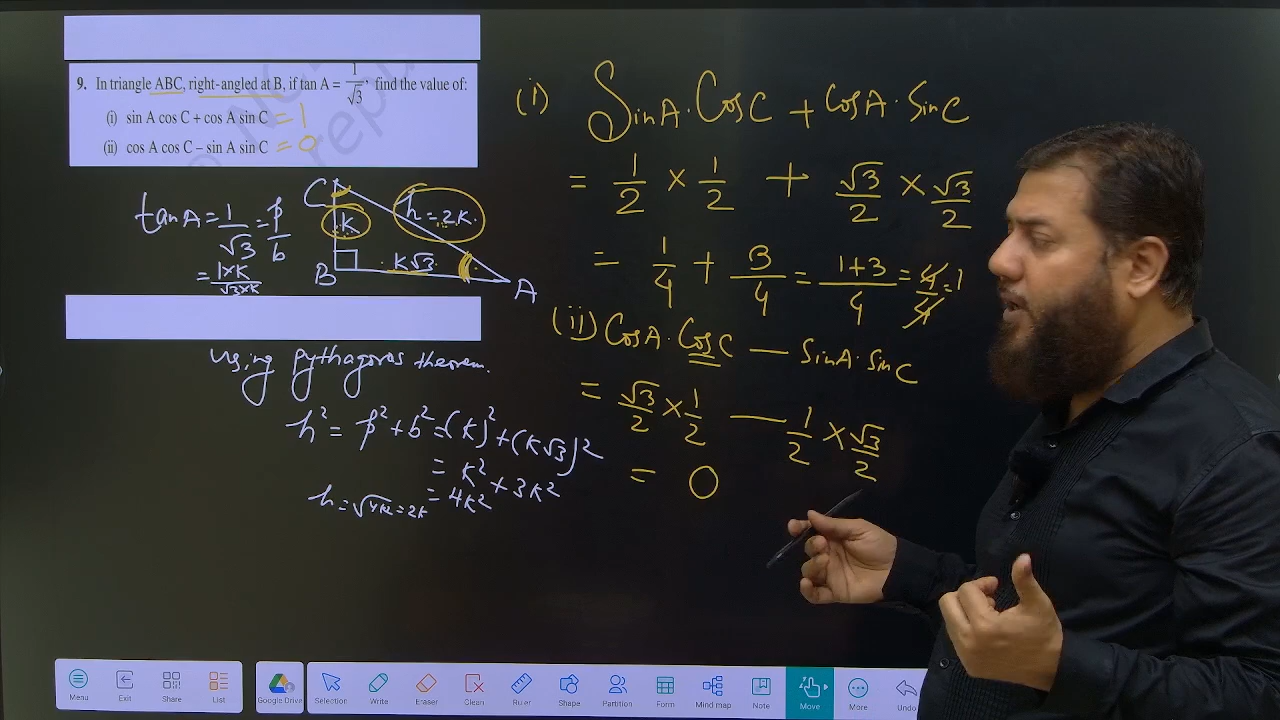 9. In triangle ABC, right-angled at B, if tan A = 1/√3, find the value of:
(i) sin A cos C + cos A sin C = 1
(ii) cos A cos C – sin A sin C = 0
tan A = 1/√3 = p/b
= 1×k/√3×k
C
k
h = 2k
B
k√3
A
using pythagoras theorem.
h² = p² + b² = (k)² + (k√3)²
= k² + 3k²
= 4k²
h = √4k² = 2k
(i) Sin A · Cos C + Cos A · Sin C
= 1/2 × 1/2 + √3/2 × √3/2
= 1/4 + 3/4 = 1+3/4 = 4/4 = 1
(ii) Cos A · Cos C — Sin A · Sin C
= √3/2 × 1/2 — 1/2 × √3/2
= 0
Menu Exit Share List Google Drive Select Write Eraser Clean Ruler Shape Partition Form Mind map Note Move More Undo